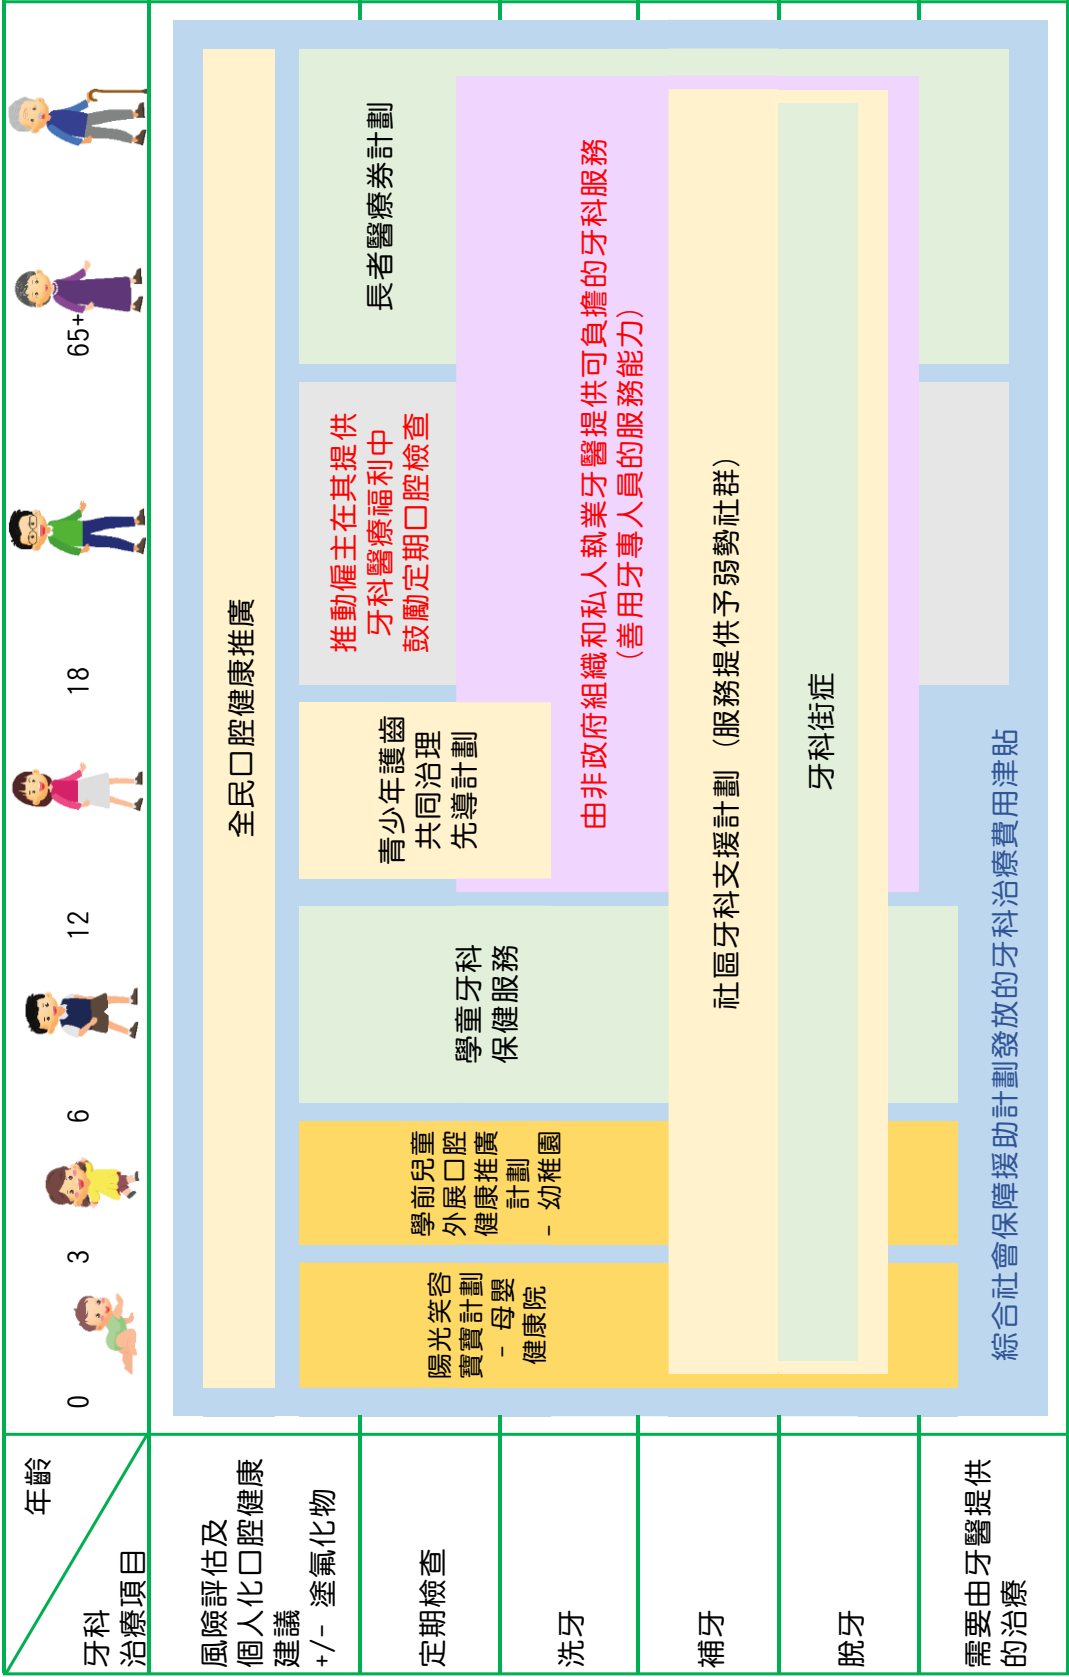 年齡
牙科
治療項目
0
3
6
12
18
65+
風險評估及
個人化口腔健康
建議
+/- 塗氟化物
定期檢查
洗牙
補牙
脫牙
需要由牙醫提供
的治療
全民口腔健康推廣
陽光笑容
寶寶計劃
- 母嬰
健康院
學前兒童
外展口腔
健康推廣
計劃
- 幼稚園
學童牙科
保健服務
青少年護齒
共同治理
先導計劃
推動僱主在其提供
牙科醫療福利中
鼓勵定期口腔檢查
長者醫療券計劃
由非政府組織和私人執業牙醫提供可負擔的牙科服務
（善用牙專人員的服務能力）
社區牙科支援計劃 （服務提供予弱勢社群）
牙科街症
綜合社會保障援助計劃發放的牙科治療費用津貼